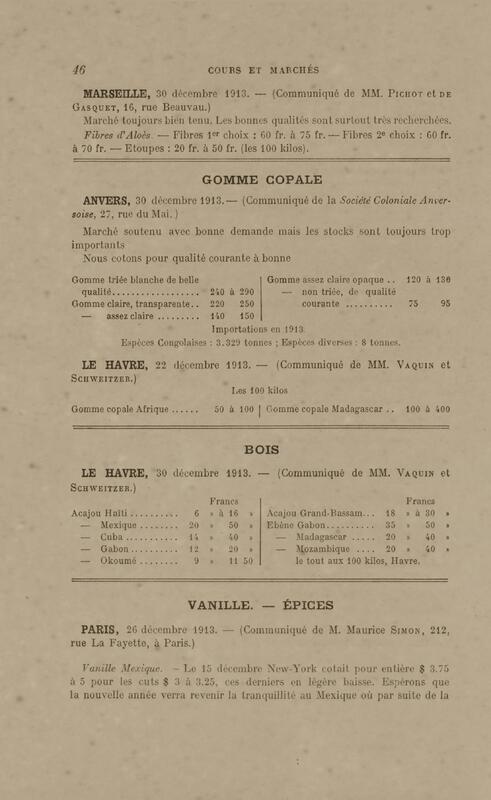 46 COURS ET MARCHÉS
MARSEILLE, 30 décembre 1913. — (Communiqué de MM. PICHOT et DE
GASQUET, 16, rue Beauvau.)
Marché toujours bien tenu. Les bonnes qualités sont surtout très recherchées.
Fibres d'Aloès. — Fibres 1er choix : 60 fr. à 75 fr. — Fibres 2e choix : 60 fr.
à 70 fr. — Etoupes : 20 fr. à 50 fr. (les 100 kilos).
GOMME COPALE
ANVERS, 30 décembre 1913. — (Communiqué de la Société Coloniale Anver-
soise, 27, rue du Mai.)
Marché soutenu avec bonne demande mais les stocks sont toujours trop
importants
Nous cotons pour qualité courante à bonne
Gomme triée blanche de belle
qualité.................. 240 à 290
Gomme claire, transparente.. 220 250
— assez claire ......... 140 150
Gomme assez claire opaque .. 120 à 130
— non triée, de qualité
courante .......... 75 95
Importations en 1913.
Espèces Congolaises : 3.329 tonnes ; Espèces diverses : 8 tonnes.
LE HAVRE, 22 décembre 1913. — (Communiqué de MM. VAQUIN et
SCHWEITZER.)
Les 100 kilos
Gomme copale Afrique ...... 50 à 100 | Gomme copale Madagascar .. 100 à 400
BOIS
LE HAVRE, 30 décembre 1913. — (Communiqué de MM. VAQUIN et
SCHWEITZER.)
Francs
Acajou Haïti .......... 6 » à 16 »
— Mexique ........ 20 » 50 »
— Cuba ........... 14 » 40 »
— Gabon .......... 12 » 20 »
— Okoumé ........ 9 » 11 50
Francs
Acajou Grand-Bassam... 18 » à 30 »
Ebène Gabon.......... 35 » 50 »
— Madagascar ..... 20 » 40 »
— Mozambique .... 20 » 40 »
le tout aux 100 kilos, Havre.
VANILLE. — ÉPICES
PARIS, 26 décembre 1913. — (Communiqué de M. Maurice SIMON, 212,
rue La Fayette, à Paris.)
Vanille Mexique. — Le 15 décembre New-York cotait pour entière $ 3.75
à 5 pour les cuts $ 3 à 3.25, ces derniers en légère baisse. Espérons que
la nouvelle année verra revenir la tranquillité au Mexique où par suite de la